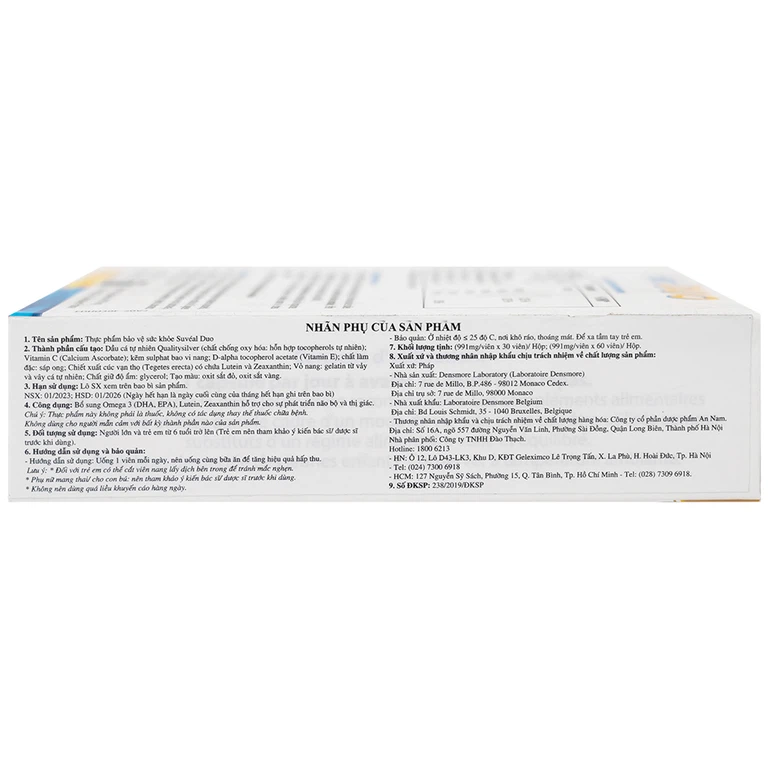 NHÃN PHỤ CỦA SẢN PHẨM
1. Tên sản phẩm: Thực phẩm bảo vệ sức khỏe Suvéal Duo
2. Thành phần cấu tạo: Dầu cá tự nhiên Qualitysilver (chất chống oxy hóa: hỗn hợp tocopherols tự nhiên);
Vitamin C (Calcium Ascorbate); kẽm sulphat bao vi nang; D-alpha tocopherol acetate (Vitamin E); chất làm
đặc: sáp ong; Chiết xuất cúc vạn thọ (Tegetes erecta) có chứa Lutein và Zeaxanthin; Vỏ nang: gelatin từ vảy
và vây cá tự nhiên; Chất giữ độ ẩm: glycerol; Tạo màu: oxit sắt đỏ, oxit sắt vàng.
3. Hạn sử dụng: Lô SX xem trên bao bì sản phẩm.
NSX: 01/2023; HSD: 01/2026 (Ngày hết hạn là ngày cuối cùng của tháng hết hạn ghi trên bao bì)
4. Công dụng: Bổ sung Omega 3 (DHA, EPA), Lutein, Zeaxanthin hỗ trợ cho sự phát triển não bộ và thị giác.
Chú ý: Thực phẩm này không phải là thuốc, không có tác dụng thay thế thuốc chữa bệnh.
Không dùng cho người mẫn cảm với bất kỳ thành phần nào của sản phẩm.
5. Đối tượng sử dụng: Người lớn và trẻ em từ 6 tuổi trở lên (Trẻ em nên tham khảo ý kiến bác sĩ/ dược sĩ
trước khi dùng).
6. Hướng dẫn sử dụng và bảo quản:
- Hướng dẫn sử dụng: Uống 1 viên mỗi ngày, nên uống cùng bữa ăn để tăng hiệu quả hấp thu.
Lưu ý: * Đối với trẻ em có thể cắt viên nang lấy dịch bên trong để tránh mắc nghẹn.
* Phụ nữ mang thai/ cho con bú: nên tham khảo ý kiến bác sĩ/ dược sĩ trước khi dùng.
* Không nên dùng quá liều khuyến cáo hàng ngày.
- Bảo quản: Ở nhiệt độ ≤ 25 độ C, nơi khô ráo, thoáng mát. Để xa tầm tay trẻ em.
7. Khối lượng tịnh: (991mg/viên x 30 viên)/ Hộp; (991mg/viên x 60 viên)/ Hộp.
8. Xuất xứ và thương nhân nhập khẩu chịu trách nhiệm về chất lượng sản phẩm:
Xuất xứ: Pháp
- Nhà sản xuất: Densmore Laboratory (Laboratoire Densmore)
Địa chỉ: 7 rue de Millo, B.P.486 - 98012 Monaco Cedex.
Địa chỉ trụ sở: 7 rue de Millo, 98000 Monaco
- Nhà xuất khẩu: Laboratoire Densmore Belgium
Địa chỉ: Bd Louis Schmidt, 35 - 1040 Bruxelles, Belgique
- Thương nhân nhập khẩu và chịu trách nhiệm về chất lượng hàng hóa: Công ty cổ phần dược phẩm An Nam.
Địa chỉ: Số 16A, ngõ 557 đường Nguyễn Văn Linh, Phường Sài Đồng, Quận Long Biên, Thành phố Hà Nội
Nhà phân phối: Công ty TNHH Đào Thạch.
Hotline: 1800 6213
- HN: Ô 12, Lô D43-LK3, Khu D, KĐT Geleximco Lê Trọng Tấn, X. La Phù, H. Hoài Đức, Tp. Hà Nội
- Tel: (024) 7300 6918
- HCM: 127 Nguyễn Sỹ Sách, Phường 15, Q. Tân Bình, Tp. Hồ Chí Minh - Tel: (028) 7309 6918.
9. Số ĐKSP: 238/2019/ĐKSP